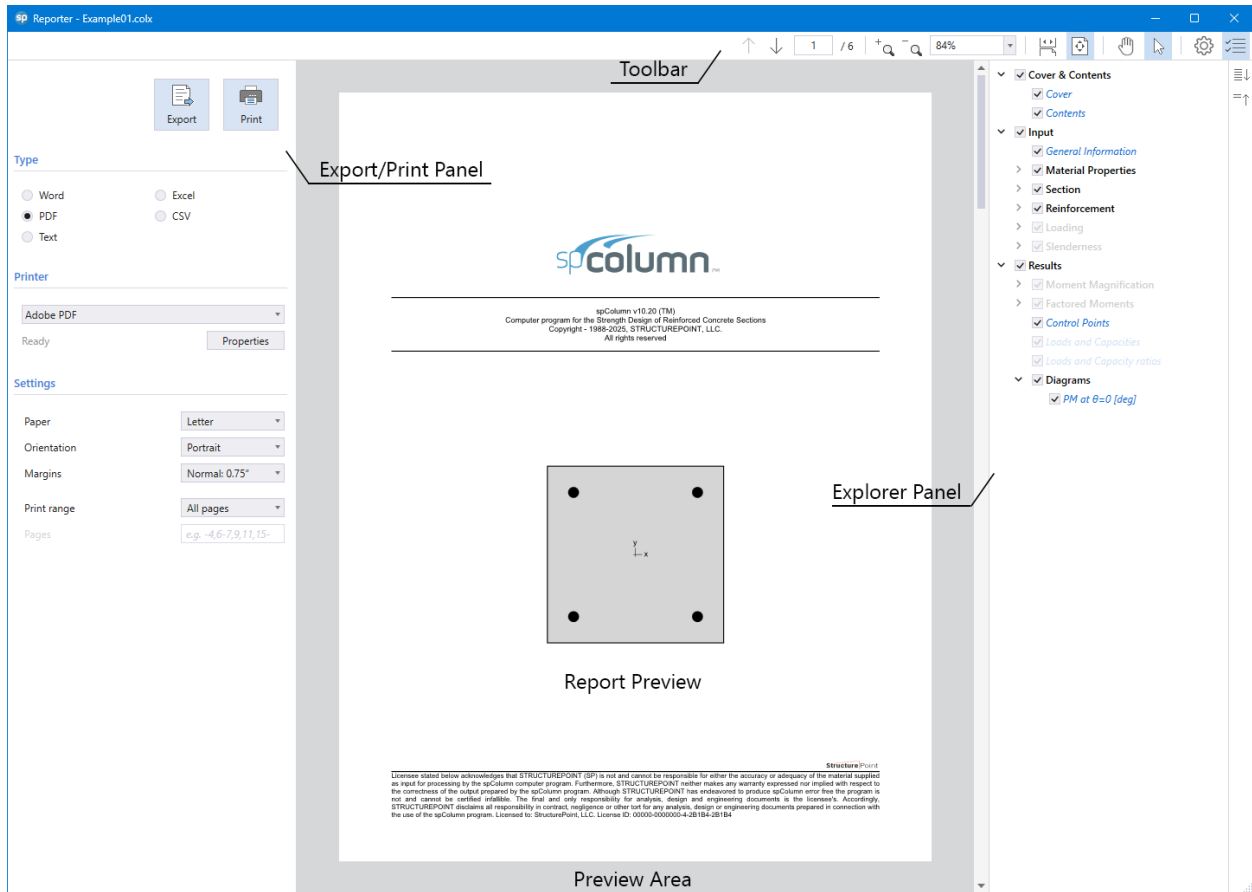 sp Reporter - Example01.colx
1 / 6 84%
Toolbar
Export Print
Export/Print Panel
Type
Word Excel
PDF CSV
Text
Printer
Adobe PDF
Ready Properties
Settings
Paper Letter
Orientation Portrait
Margins Normal: 0.75"
Print range All pages
Pages e.g. -4,6-7,9,11,15-
spcolumn TM
spColumn v10.20 (TM)
Computer program for the Strength Design of Reinforced Concrete Sections
Copyright - 1988-2025, STRUCTUREPOINT, LLC.
All rights reserved
y
x
Report Preview
StructurePoint
Licensee stated below acknowledges that STRUCTUREPOINT (SP) is not and cannot be responsible for either the accuracy or adequacy of the material supplied
as input for processing by the spColumn computer program. Furthermore, STRUCTUREPOINT neither makes any warranty expressed nor implied with respect to
the correctness of the output prepared by the spColumn program. Although STRUCTUREPOINT has endeavored to produce spColumn error free the program is
not and cannot be certified infallible. The final and only responsibility for analysis, design and engineering documents is the licensee's. Accordingly,
STRUCTUREPOINT disclaims all responsibility in contract, negligence or other tort for any analysis, design or engineering documents prepared in connection with
the use of the spColumn program. Licensed to: StructurePoint, LLC. License ID: 00000-0000000-4-2B1B4-2B1B4
Preview Area
Cover & Contents
Cover
Contents
Input
General Information
Material Properties
Section
Reinforcement
Loading
Slenderness
Results
Moment Magnification
Factored Moments
Control Points
Loads and Capacities
Loads and Capacity ratios
Diagrams
PM at θ=0 [deg]
Explorer Panel